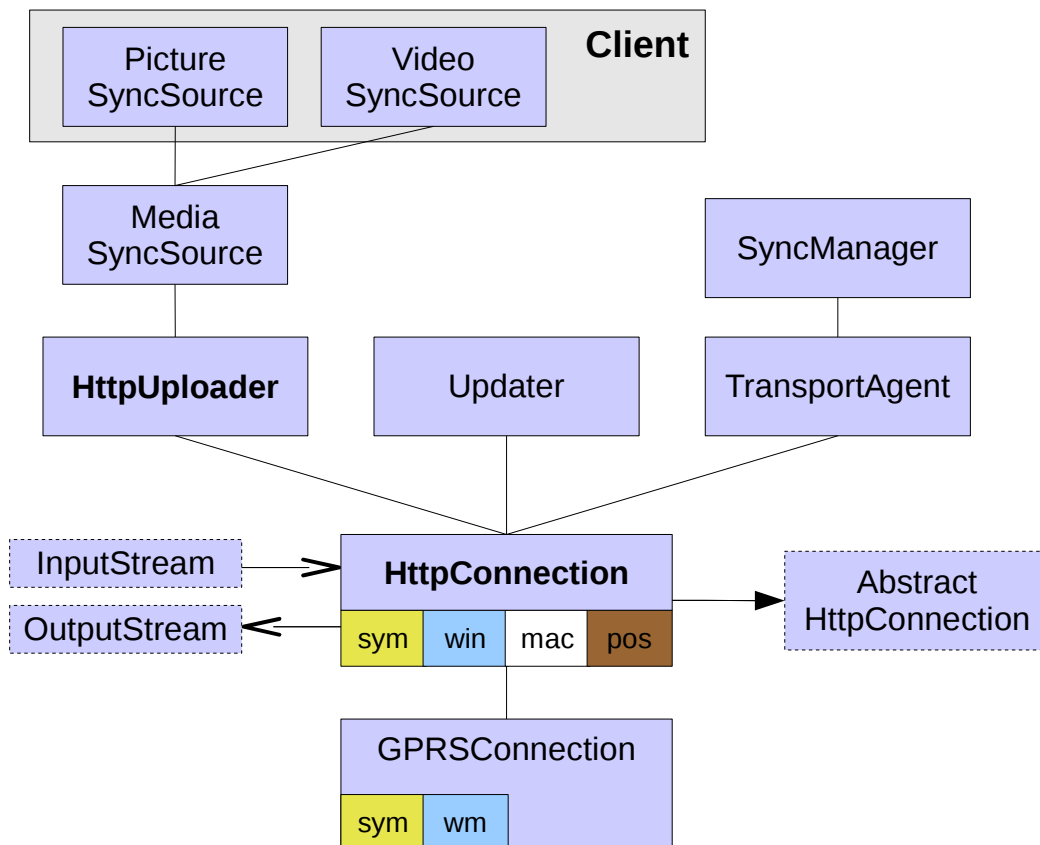 Client
Picture
SyncSource
Video
SyncSource
Media
SyncSource
SyncManager
HttpUploader
Updater
TransportAgent
InputStream
OutputStream
HttpConnection
sym win mac pos
Abstract
HttpConnection
GPRSConnection
sym wm